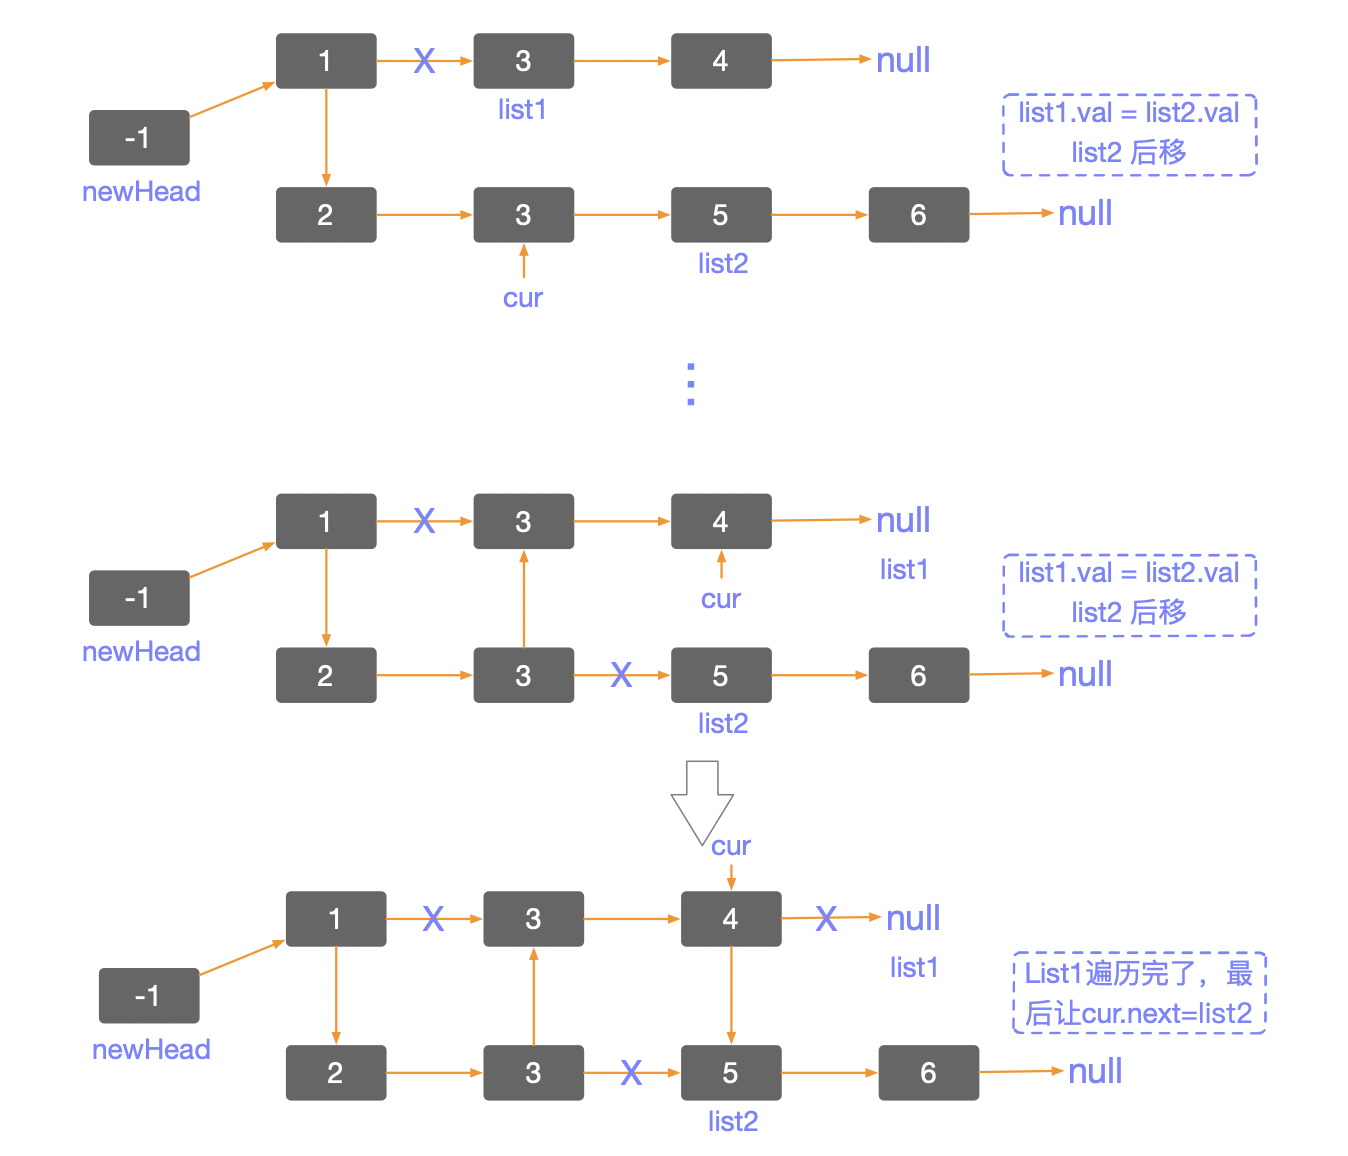 1 X 3 4 null
list1
-1
newHead
list1.val = list2.val
list2 后移
2 3 5 6 null
list2
cur
1 X 3 4 null
list1
cur
-1
newHead
list1.val = list2.val
list2 后移
2 3 X 5 6 null
list2
cur
1 X 3 4 X null
list1
-1
newHead
List1遍历完了，最
后让cur.next=list2
2 3 X 5 6 null
list2